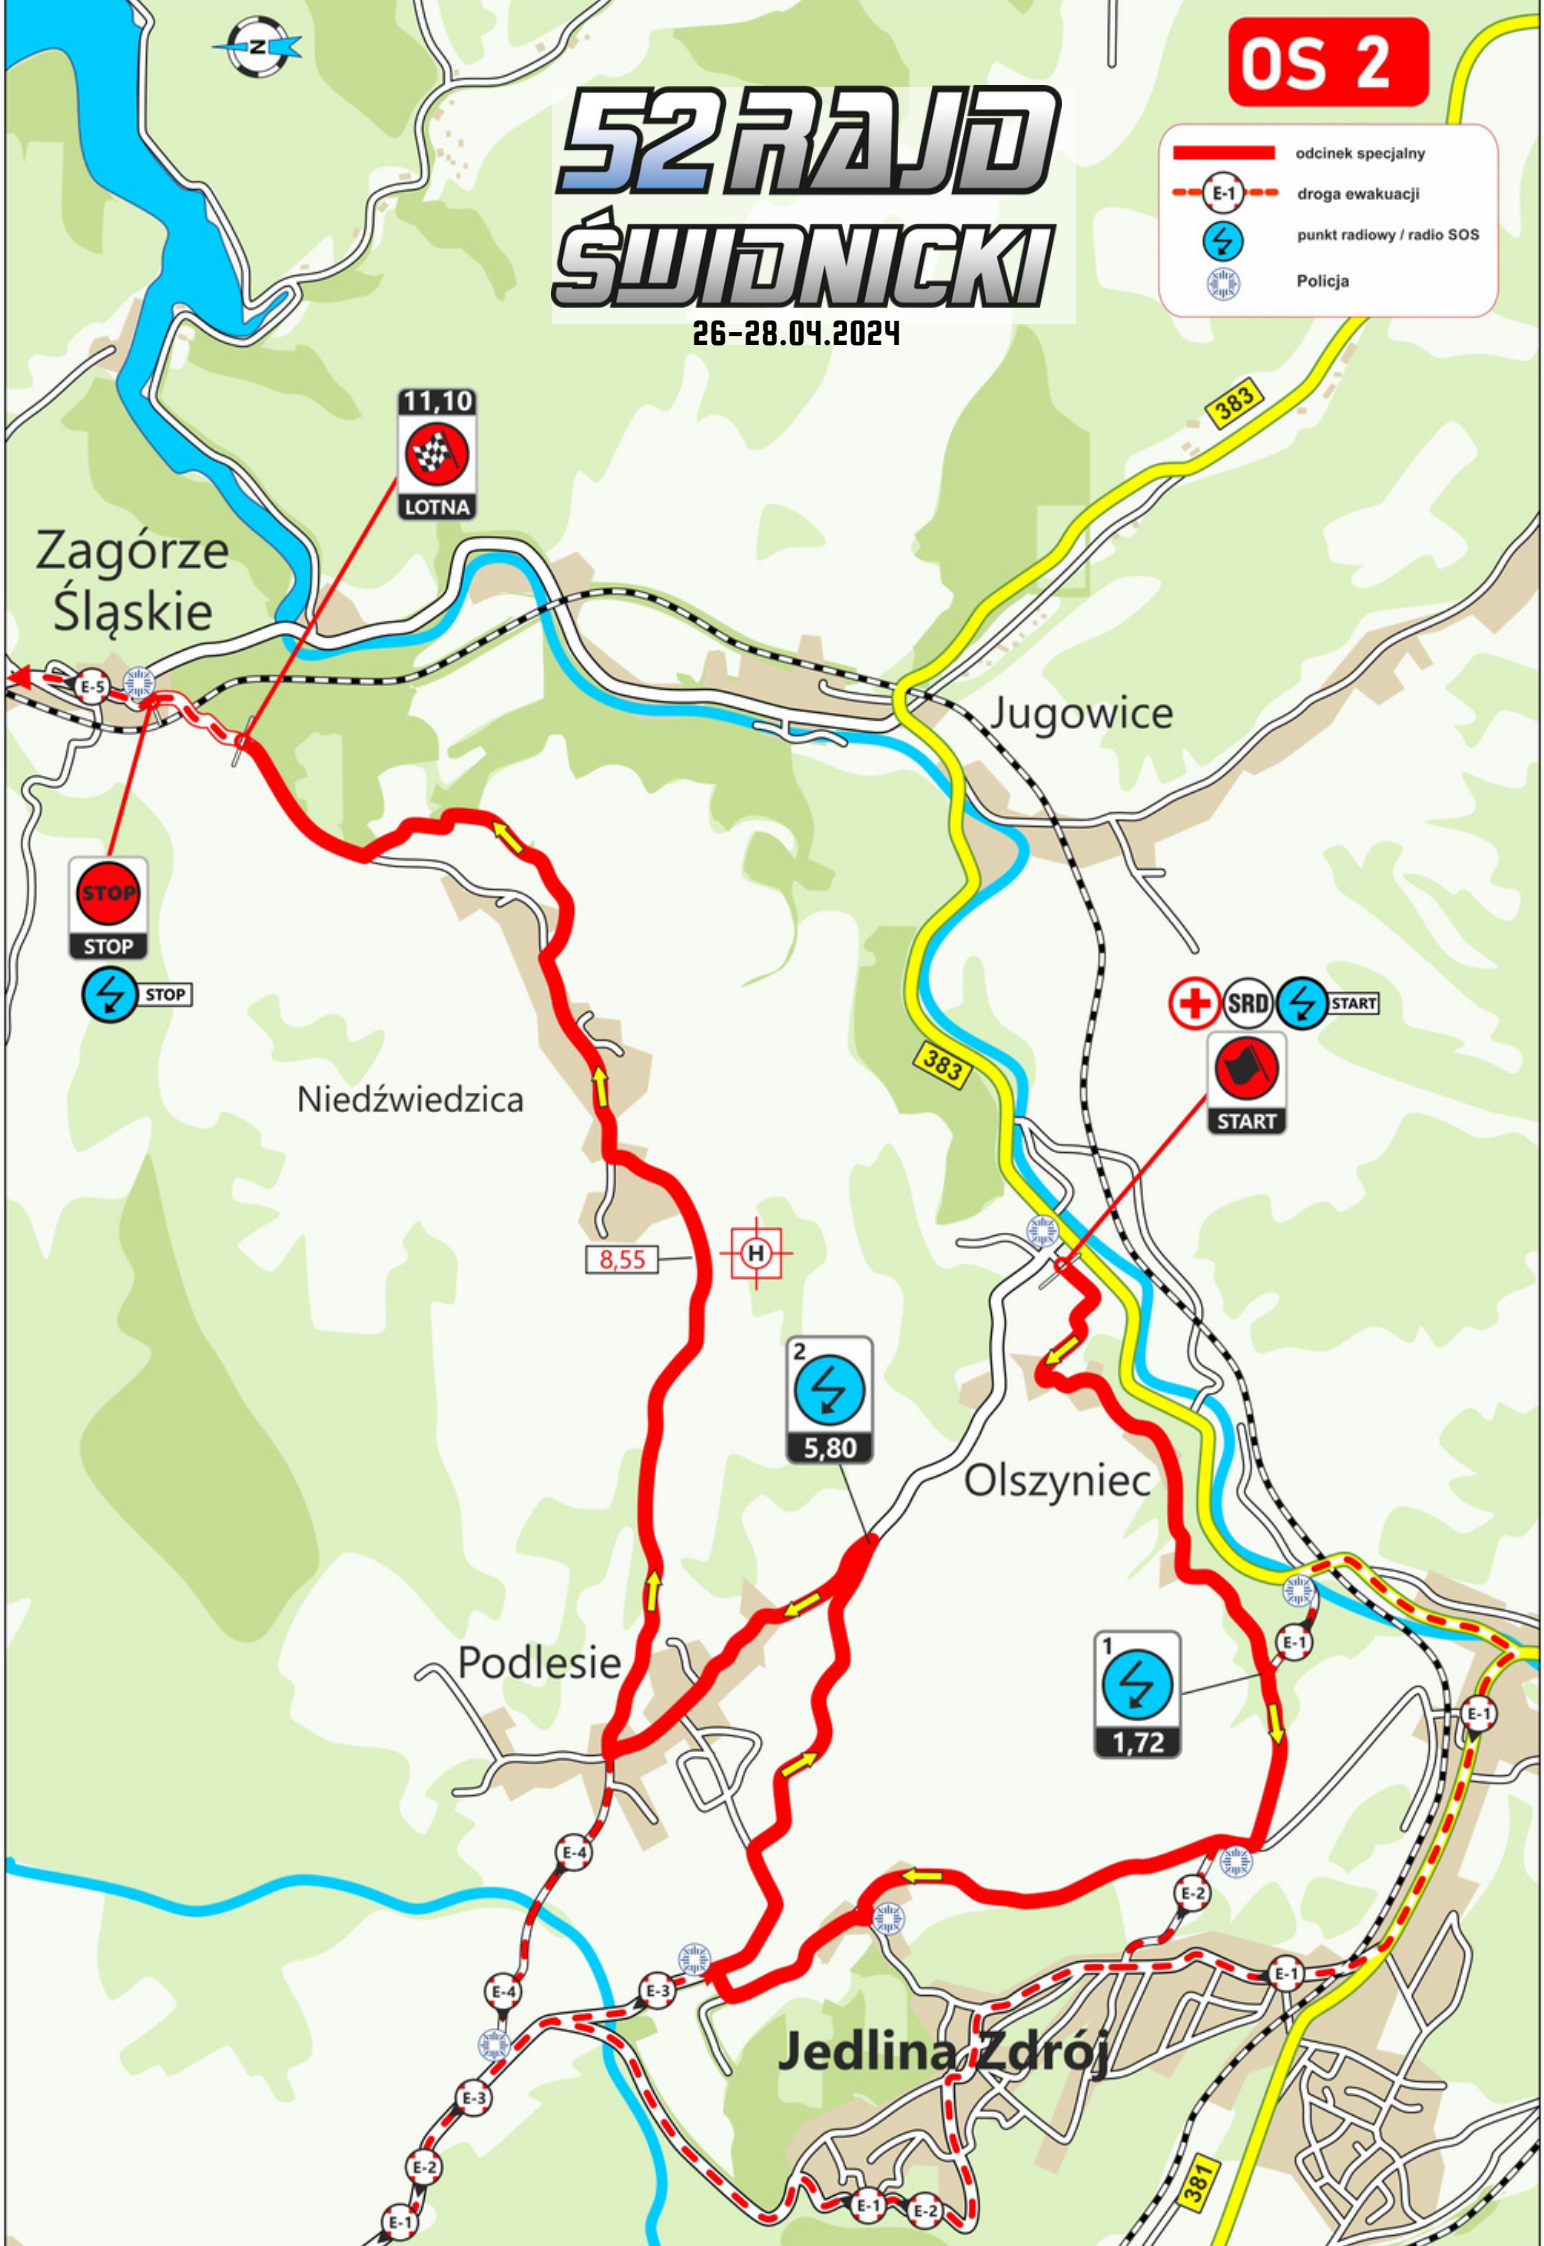 N
OS 2
52 RAJD
ŚWIDNICKI
26-28.04.2024
odcinek specjalny
E-1
droga ewakuacji
punkt radiowy / radio SOS
Policja
383
11,10
LOTNA
Zagórze
Śląskie
E-5
Jugowice
STOP
STOP
STOP
SRD
START
START
383
Niedźwiedzica
8,55
H
2
5,80
Olszyniec
Podlesie
1
1,72
E-1
E-1
E-4
E-2
E-1
E-3
E-4
Jedlina Zdrój
E-3
E-2
E-1
E-1
E-2
381